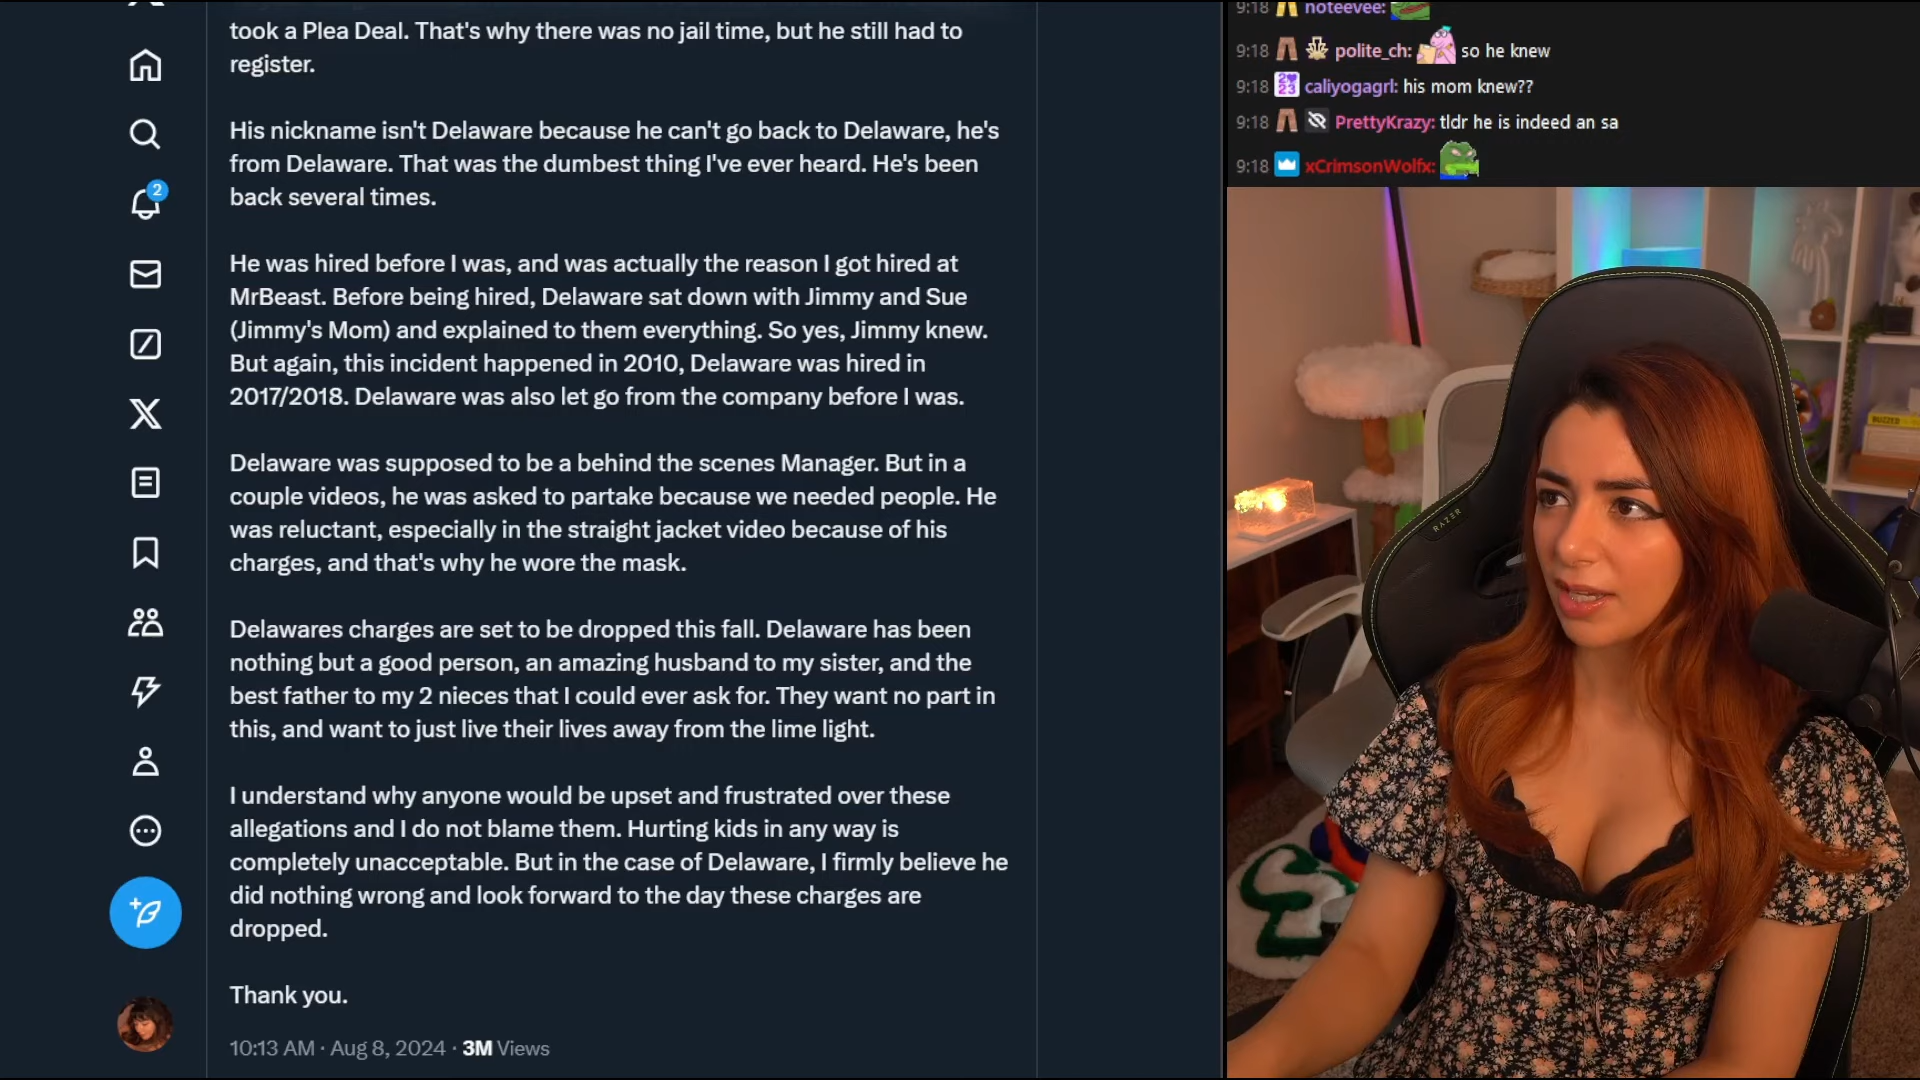 took a Plea Deal. That's why there was no jail time, but he still had to
register.
His nickname isn't Delaware because he can't go back to Delaware, he's
from Delaware. That was the dumbest thing I've ever heard. He's been
back several times.
He was hired before I was, and was actually the reason I got hired at
MrBeast. Before being hired, Delaware sat down with Jimmy and Sue
(Jimmy's Mom) and explained to them everything. So yes, Jimmy knew.
But again, this incident happened in 2010, Delaware was hired in
2017/2018. Delaware was also let go from the company before I was.
Delaware was supposed to be a behind the scenes Manager. But in a
couple videos, he was asked to partake because we needed people. He
was reluctant, especially in the straight jacket video because of his
charges, and that's why he wore the mask.
Delawares charges are set to be dropped this fall. Delaware has been
nothing but a good person, an amazing husband to my sister, and the
best father to my 2 nieces that I could ever ask for. They want no part in
this, and want to just live their lives away from the lime light.
I understand why anyone would be upset and frustrated over these
allegations and I do not blame them. Hurting kids in any way is
completely unacceptable. But in the case of Delaware, I firmly believe he
did nothing wrong and look forward to the day these charges are
dropped.
Thank you.
10:13 AM · Aug 8, 2024 · 3M Views
2
9:18 noteevee:
9:18 polite_ch: so he knew
9:18 caliyogagrl: his mom knew??
9:18 PrettyKrazy: tldr he is indeed an sa
9:18 xCrimsonWolfx:
RAZER